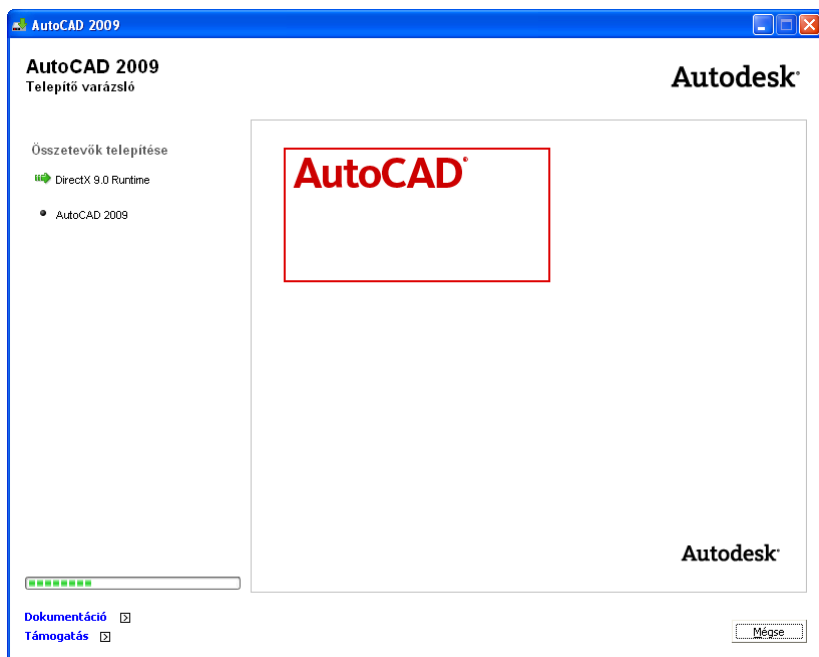 AutoCAD 2009
AutoCAD 2009
Telepítő varázsló
Autodesk
Összetevők telepítése
DirectX 9.0 Runtime
AutoCAD 2009
AutoCAD®
Autodesk
Dokumentáció
Támogatás
Mégse